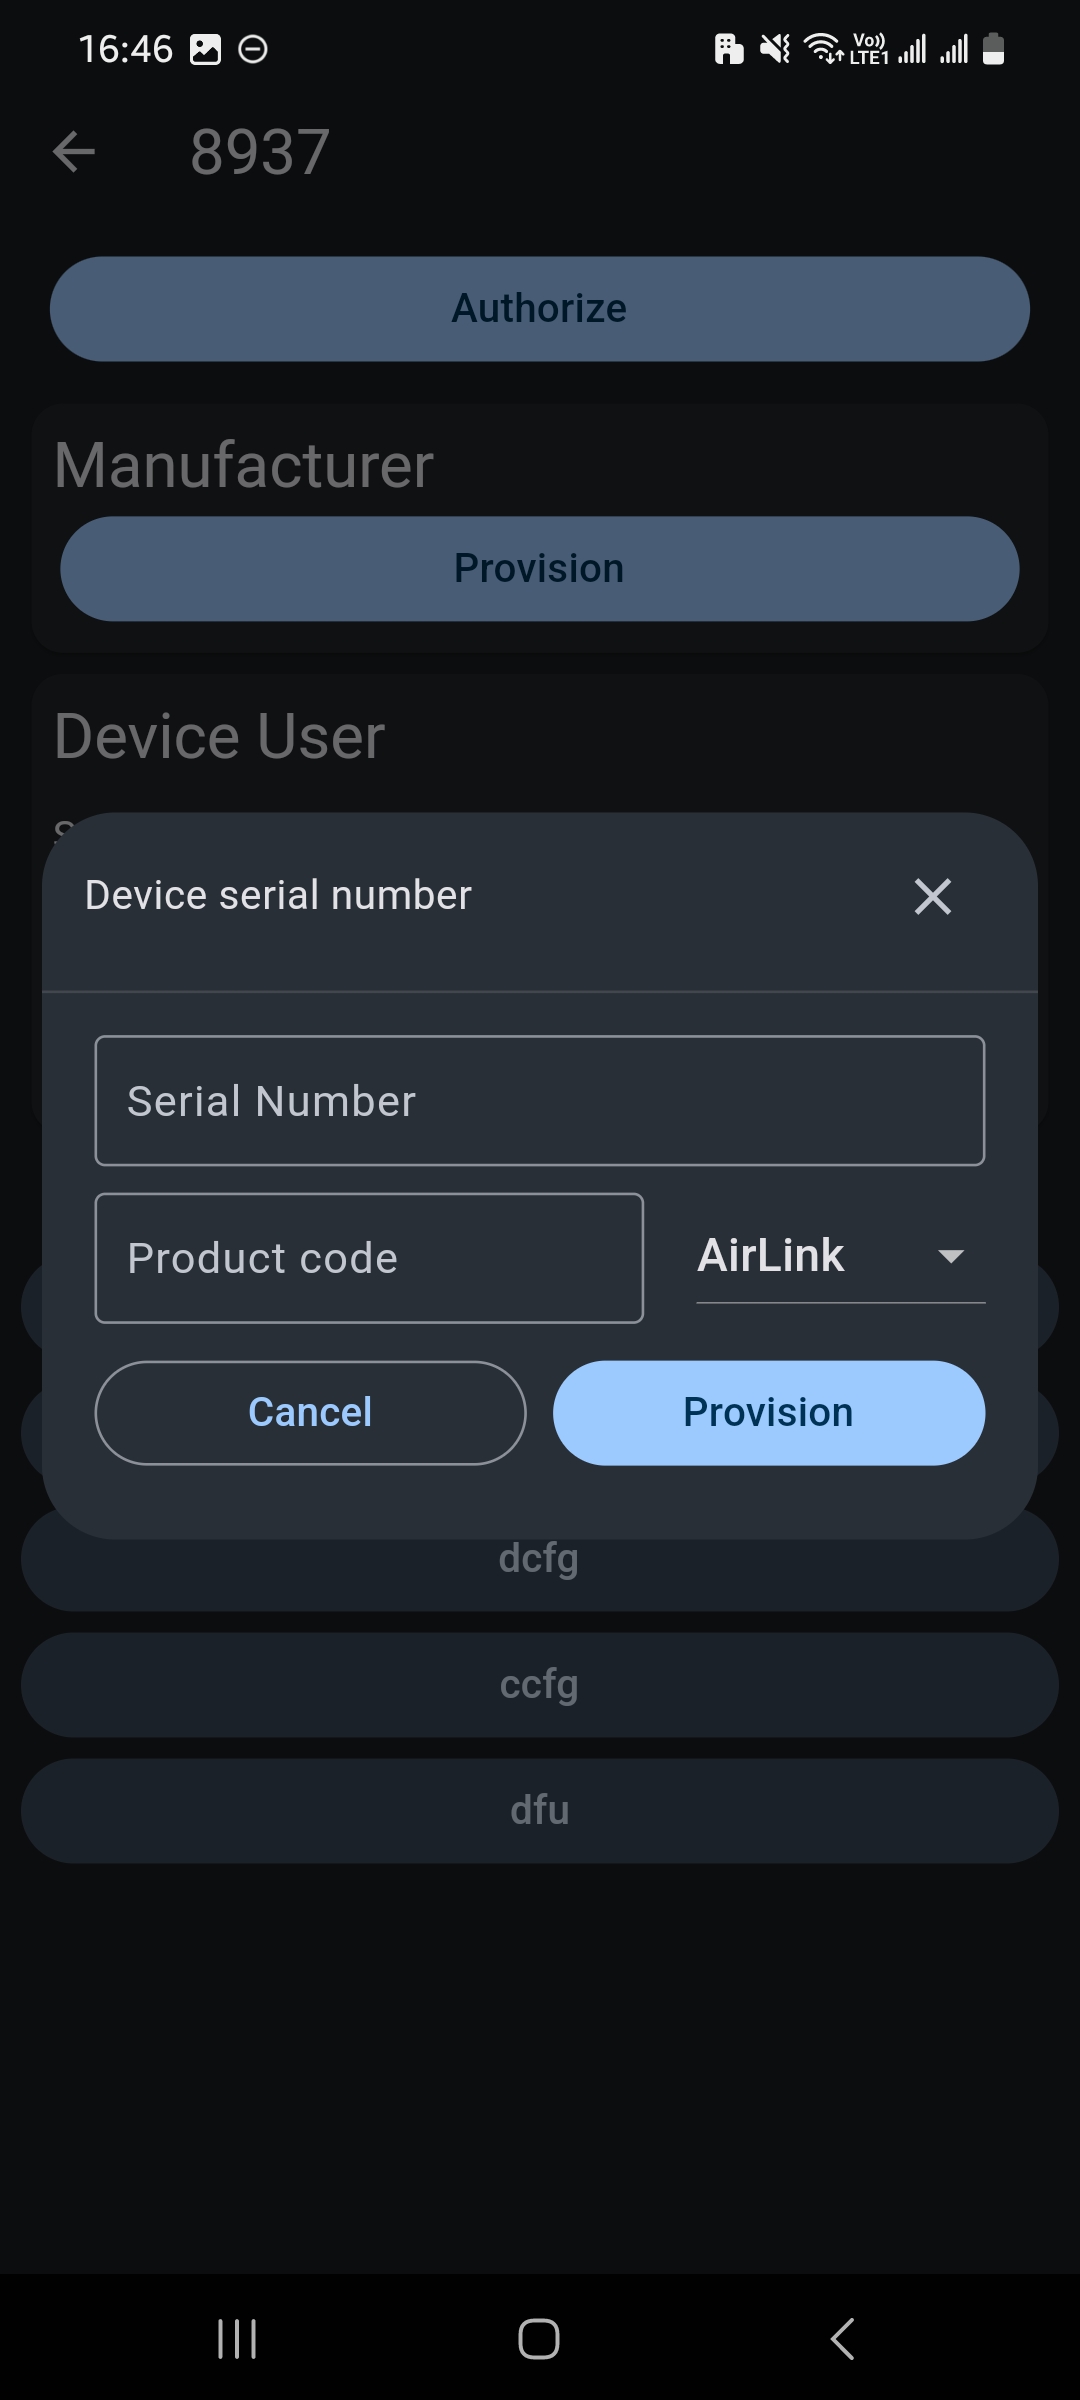 16:46 Vo)) LTE1
8937
Authorize
Manufacturer
Provision
Device User
Device serial number
Serial Number
Product code
AirLink
Cancel
Provision
dcfg
ccfg
dfu